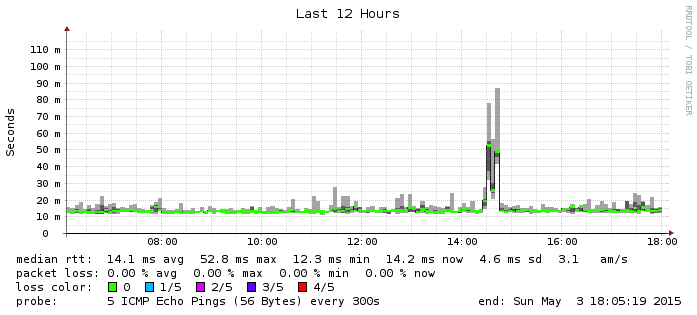 Last 12 Hours
RRDTOOL / TOBI OETIKER
Seconds
110 m
100 m
90 m
80 m
70 m
60 m
50 m
40 m
30 m
20 m
10 m
0
08:00 10:00 12:00 14:00 16:00 18:00
median rtt: 14.1 ms avg 52.8 ms max 12.3 ms min 14.2 ms now 4.6 ms sd 3.1 am/s
packet loss: 0.00 % avg 0.00 % max 0.00 % min 0.00 % now
loss color: 0 1/5 2/5 3/5 4/5
probe: 5 ICMP Echo Pings (56 Bytes) every 300s end: Sun May 3 18:05:19 2015